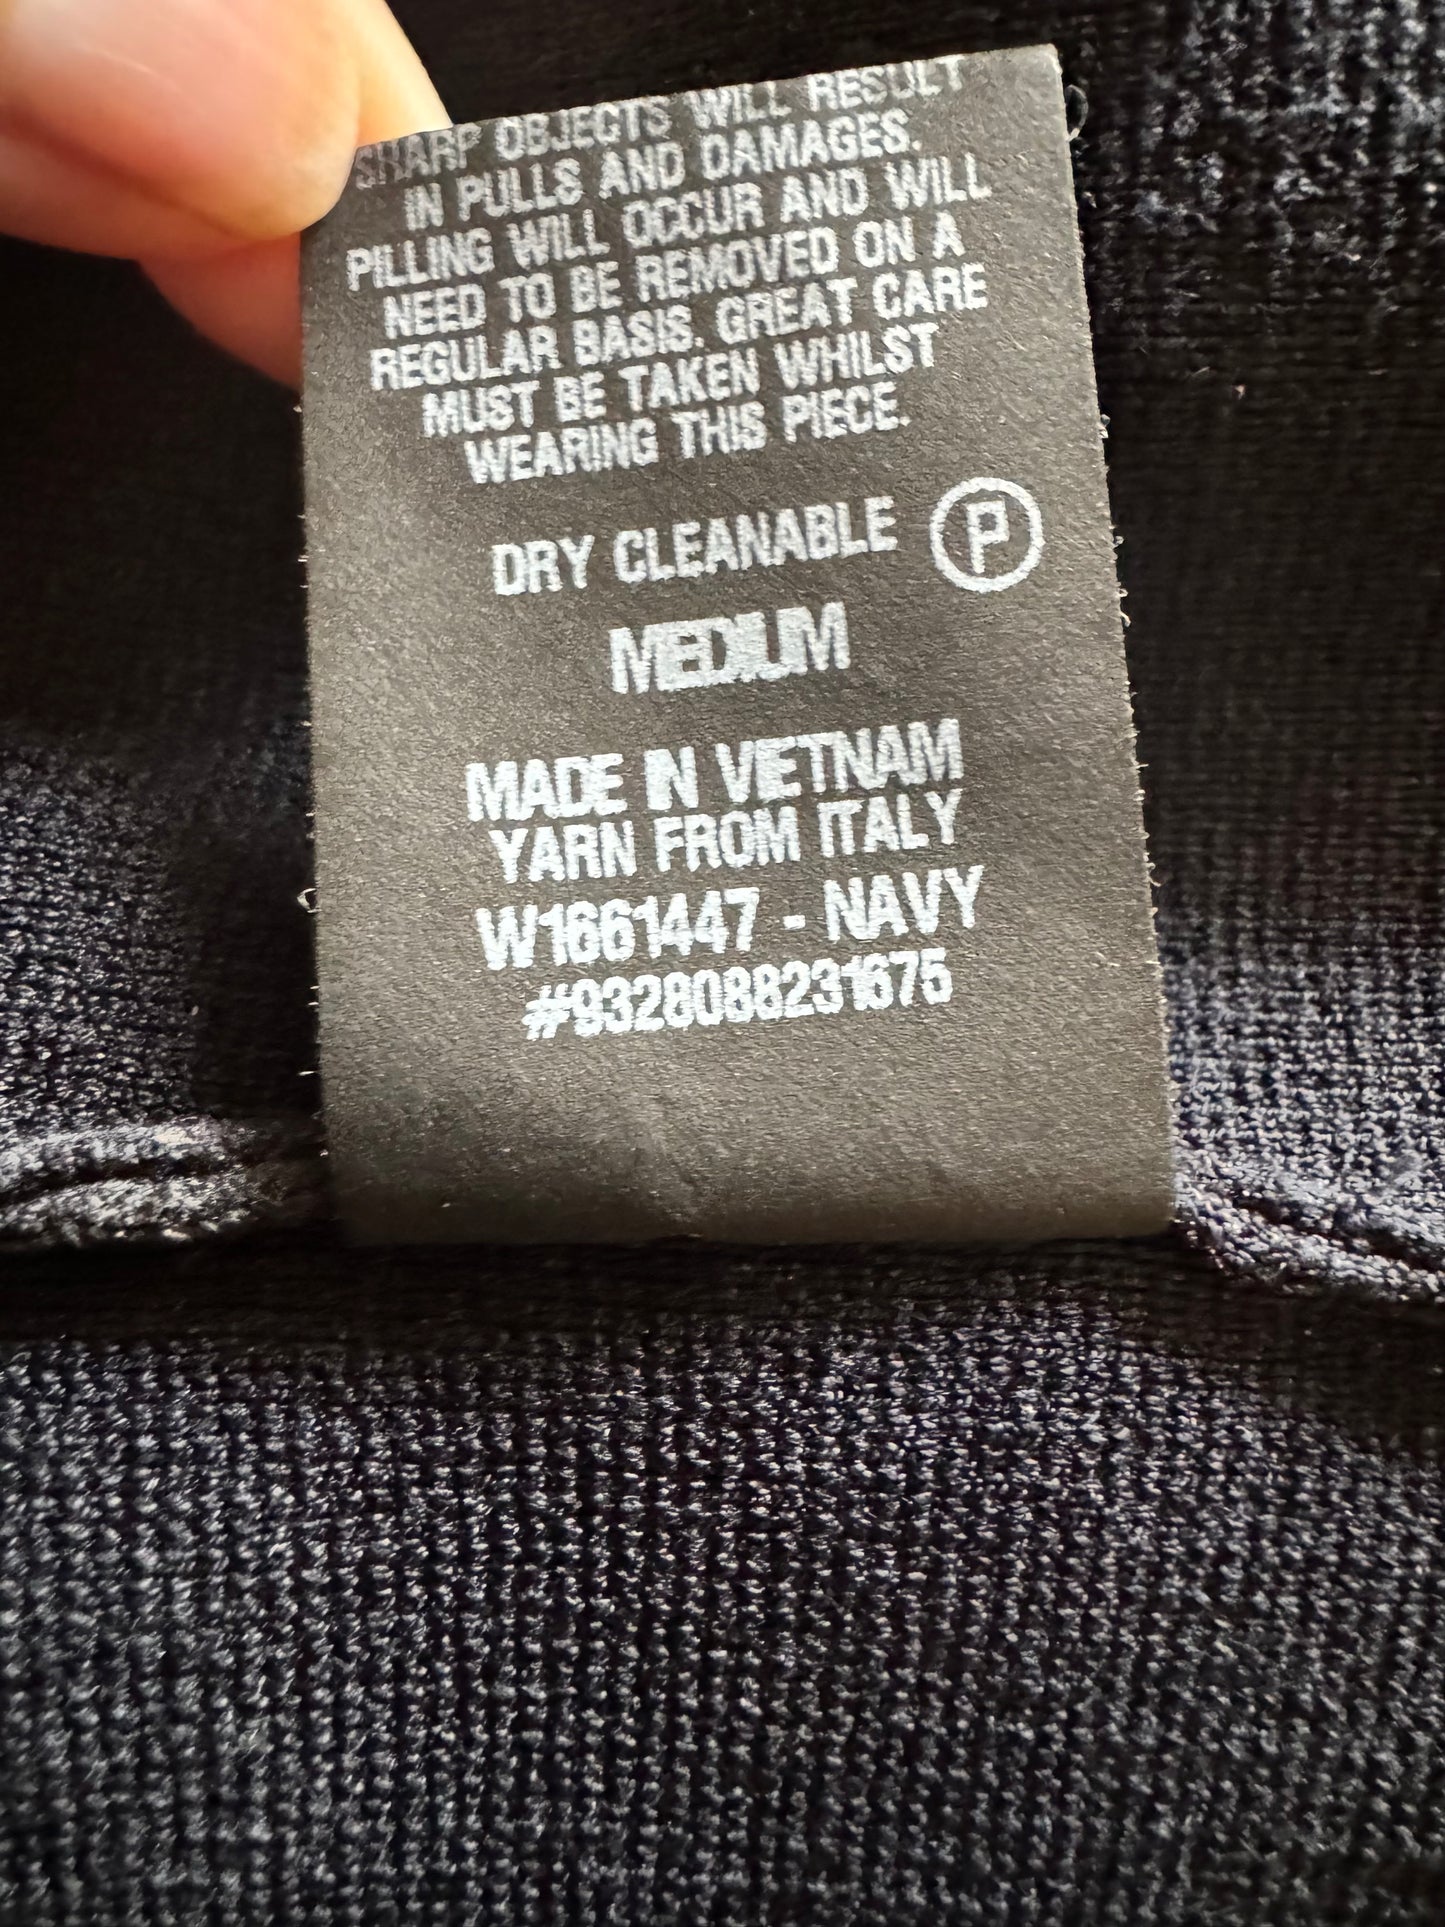 SHARP OBJECTS WILL RESULT
IN PULLS AND DAMAGES.
PILLING WILL OCCUR AND WILL
NEED TO BE REMOVED ON A
REGULAR BASIS. GREAT CARE
MUST BE TAKEN WHILST
WEARING THIS PIECE.
DRY CLEANABLE P
MEDIUM
MADE IN VIETNAM
YARN FROM ITALY
W1661447 - NAVY
#9328088231675